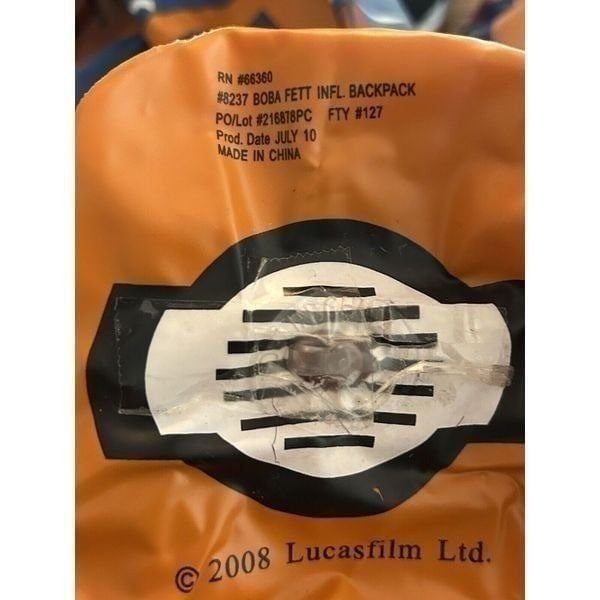 RN #66360
#8237 BOBA FETT INFL. BACKPACK
PO/Lot #216878PC FTY #127
Prod. Date JULY 10
MADE IN CHINA
© 2008 Lucasfilm Ltd.